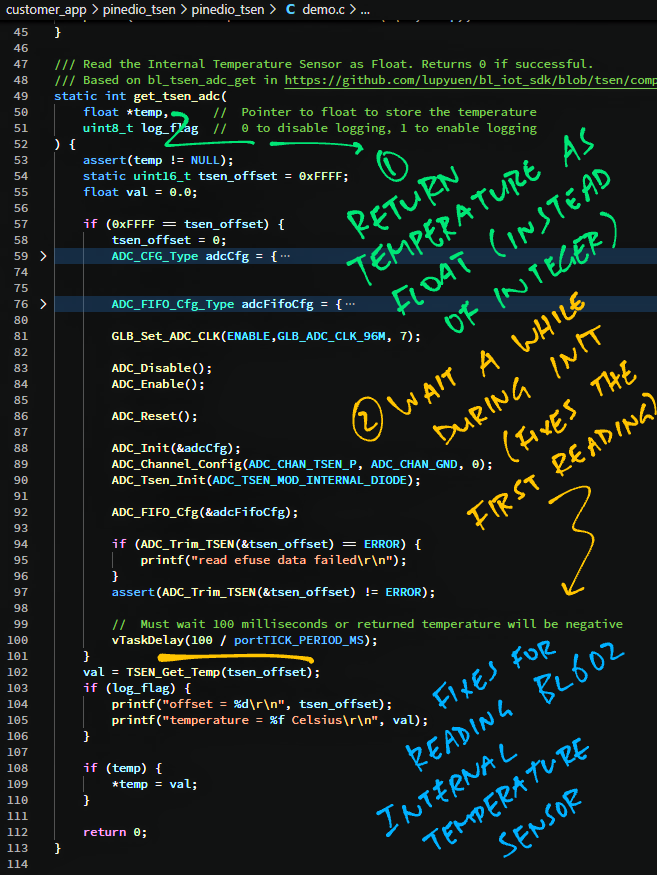 customer_app > pinedio_tsen > pinedio_tsen > C demo.c > ...
45 }
46
47 /// Read the Internal Temperature Sensor as Float. Returns 0 if successful.
48 /// Based on bl_tsen_adc_get in https://github.com/lupyuen/bl_iot_sdk/blob/tsen/comp
49 static int get_tsen_adc(
50 float *temp, // Pointer to float to store the temperature
51 uint8_t log_flag // 0 to disable logging, 1 to enable logging
52 ) {
53 assert(temp != NULL);
54 static uint16_t tsen_offset = 0xFFFF;
55 float val = 0.0;
56
57 if (0xFFFF == tsen_offset) {
58 tsen_offset = 0;
59 > ADC_CFG_Type adcCfg = { ...
74
75
76 > ADC_FIFO_Cfg_Type adcFifoCfg = { ...
80
81 GLB_Set_ADC_CLK(ENABLE,GLB_ADC_CLK_96M, 7);
82
83 ADC_Disable();
84 ADC_Enable();
85
86 ADC_Reset();
87
88 ADC_Init(&adcCfg);
89 ADC_Channel_Config(ADC_CHAN_TSEN_P, ADC_CHAN_GND, 0);
90 ADC_Tsen_Init(ADC_TSEN_MOD_INTERNAL_DIODE);
91
92 ADC_FIFO_Cfg(&adcFifoCfg);
93
94 if (ADC_Trim_TSEN(&tsen_offset) == ERROR) {
95 printf("read efuse data failed\r\n");
96 }
97 assert(ADC_Trim_TSEN(&tsen_offset) != ERROR);
98
99 // Must wait 100 milliseconds or returned temperature will be negative
100 vTaskDelay(100 / portTICK_PERIOD_MS);
101 }
102 val = TSEN_Get_Temp(tsen_offset);
103 if (log_flag) {
104 printf("offset = %d\r\n", tsen_offset);
105 printf("temperature = %f Celsius\r\n", val);
106 }
107
108 if (temp) {
109 *temp = val;
110 }
111
112 return 0;
113 }
114
1
RETURN
TEMPERATURE AS
FLOAT (INSTEAD
OF INTEGER)
2 WAIT A WHILE
DURING INIT
(FIXES THE
FIRST READING)
FIXES FOR
READING BL602
INTERNAL
TEMPERATURE
SENSOR